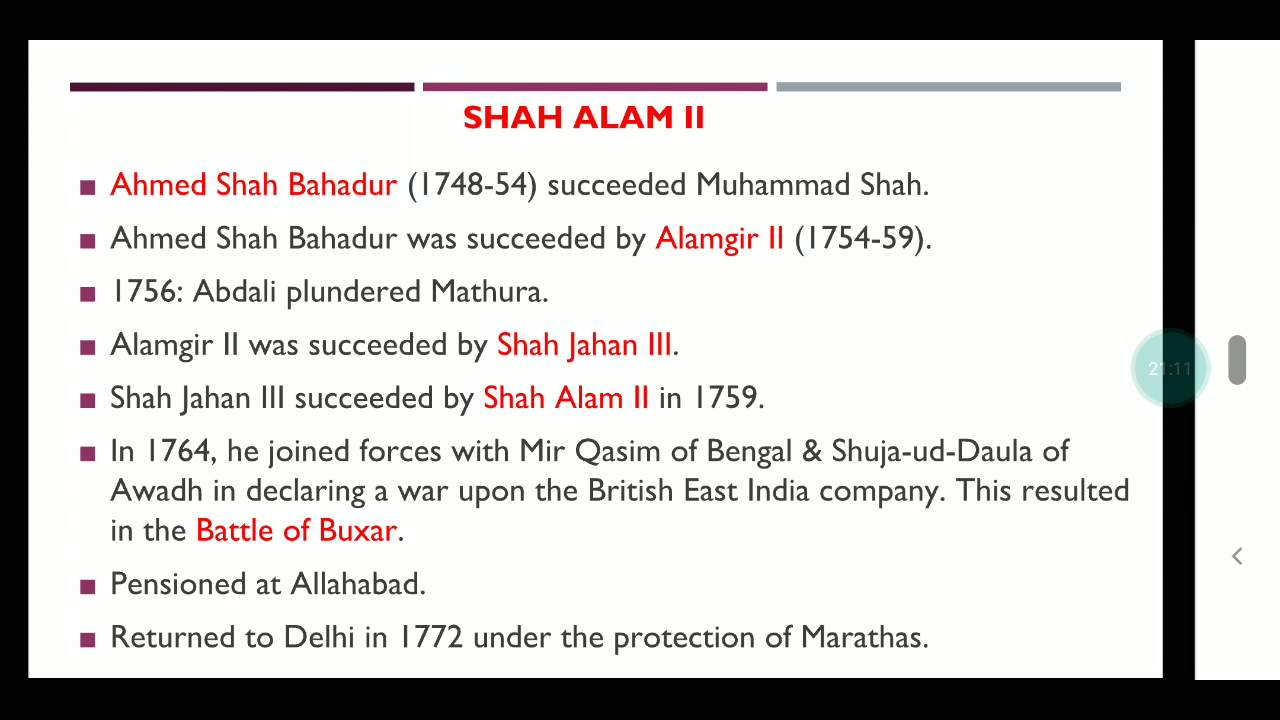 SHAH ALAM II
■ Ahmed Shah Bahadur (1748-54) succeeded Muhammad Shah.
■ Ahmed Shah Bahadur was succeeded by Alamgir II (1754-59).
■ 1756: Abdali plundered Mathura.
■ Alamgir II was succeeded by Shah Jahan III.
■ Shah Jahan III succeeded by Shah Alam II in 1759.
■ In 1764, he joined forces with Mir Qasim of Bengal & Shuja-ud-Daula of
Awadh in declaring a war upon the British East India company. This resulted
in the Battle of Buxar.
■ Pensioned at Allahabad.
■ Returned to Delhi in 1772 under the protection of Marathas.
21:11